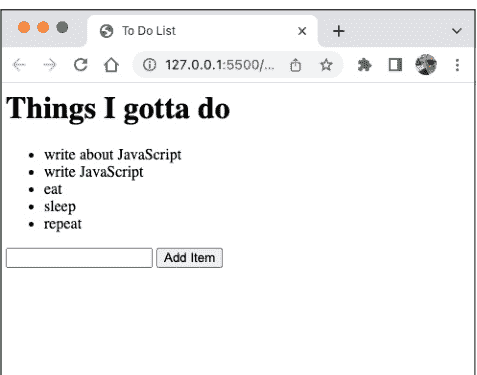 To Do List
127.0.0.1:5500/...
Things I gotta do
write about JavaScript
write JavaScript
eat
sleep
repeat
Add Item